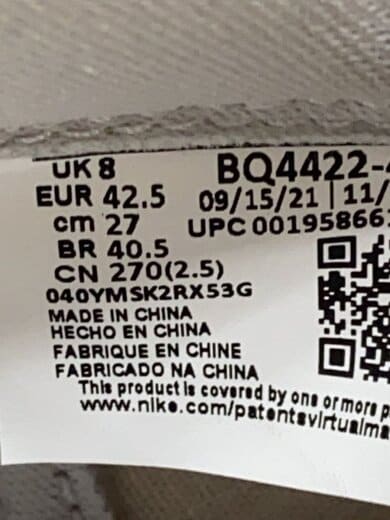 UK 8
BQ4422-
EUR 42.5
09/15/21 | 11/
cm 27
UPC 00195866
BR 40.5
CN 270(2.5)
040YMSK2RX53G
MADE IN CHINA
HECHO EN CHINA
FABRIQUE EN CHINE
FABRICADO NA CHINA
This product is covered by one or more p
www.nike.com/patentsvirtualma